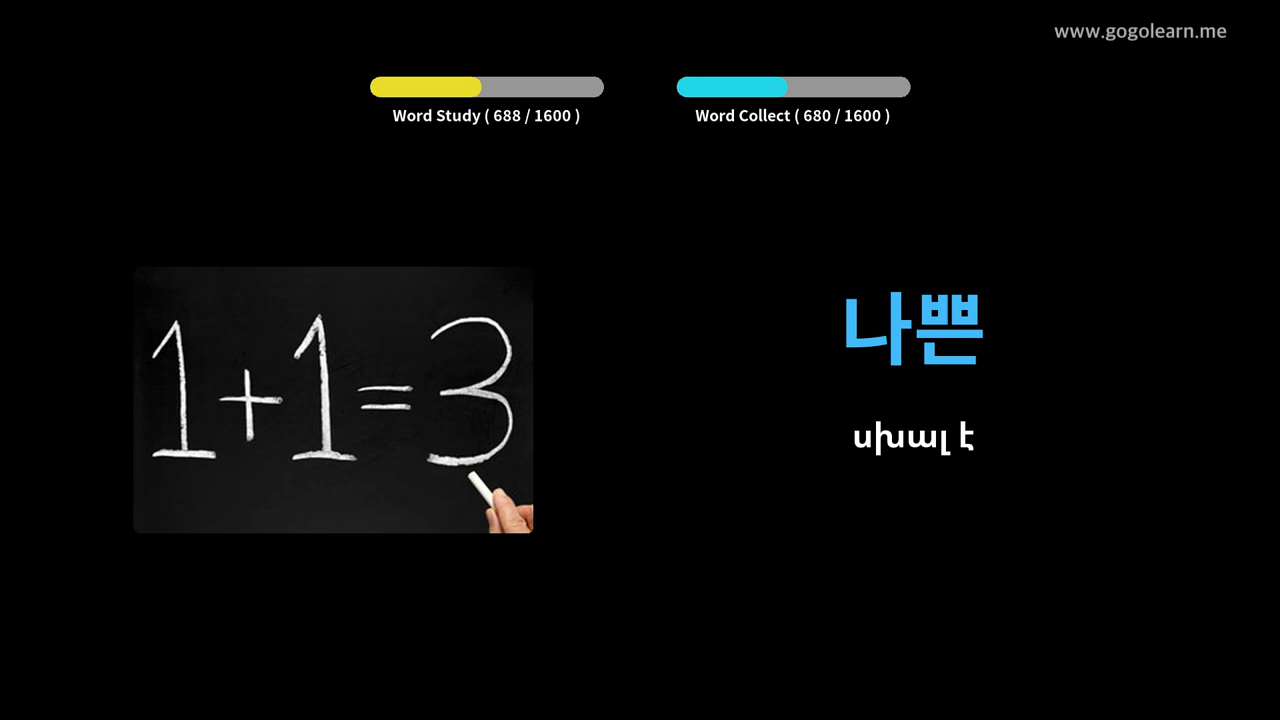 www.gogolearn.me
Word Study ( 688 / 1600 )
Word Collect ( 680 / 1600 )
1+1=3
나쁜
սխալ է